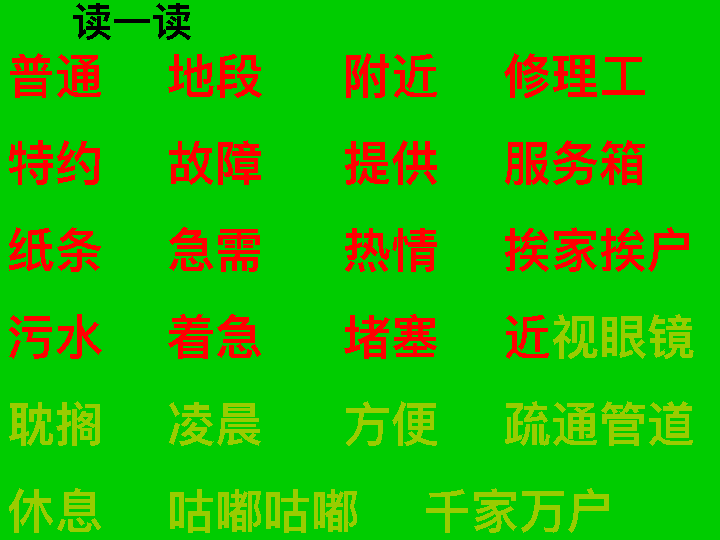 读一读
普通 地段 附近 修理工
特约 故障 提供 服务箱
纸条 急需 热情 挨家挨户
污水 着急 堵塞 近视眼镜
耽搁 凌晨 方便 疏通管道
休息 咕嘟咕嘟 千家万户